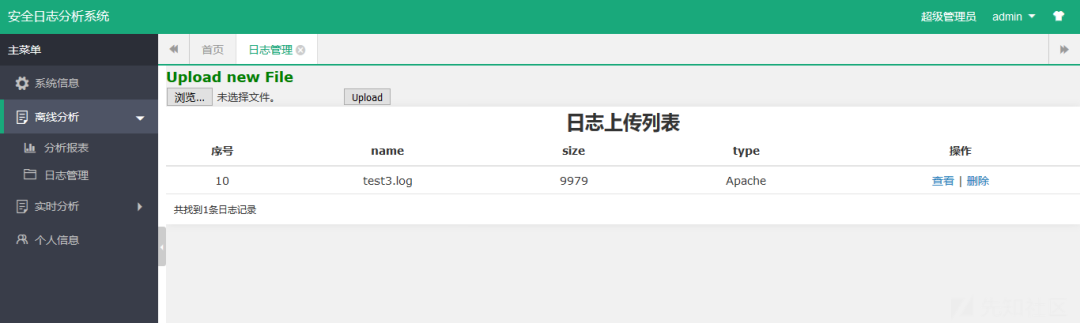 安全日志分析系统
超级管理员 admin
主菜单
首页 日志管理
系统信息
离线分析
分析报表
日志管理
实时分析
个人信息
Upload new File
浏览... 未选择文件。 Upload
日志上传列表
序号 name size type 操作
10 test3.log 9979 Apache 查看 | 删除
共找到1条日志记录